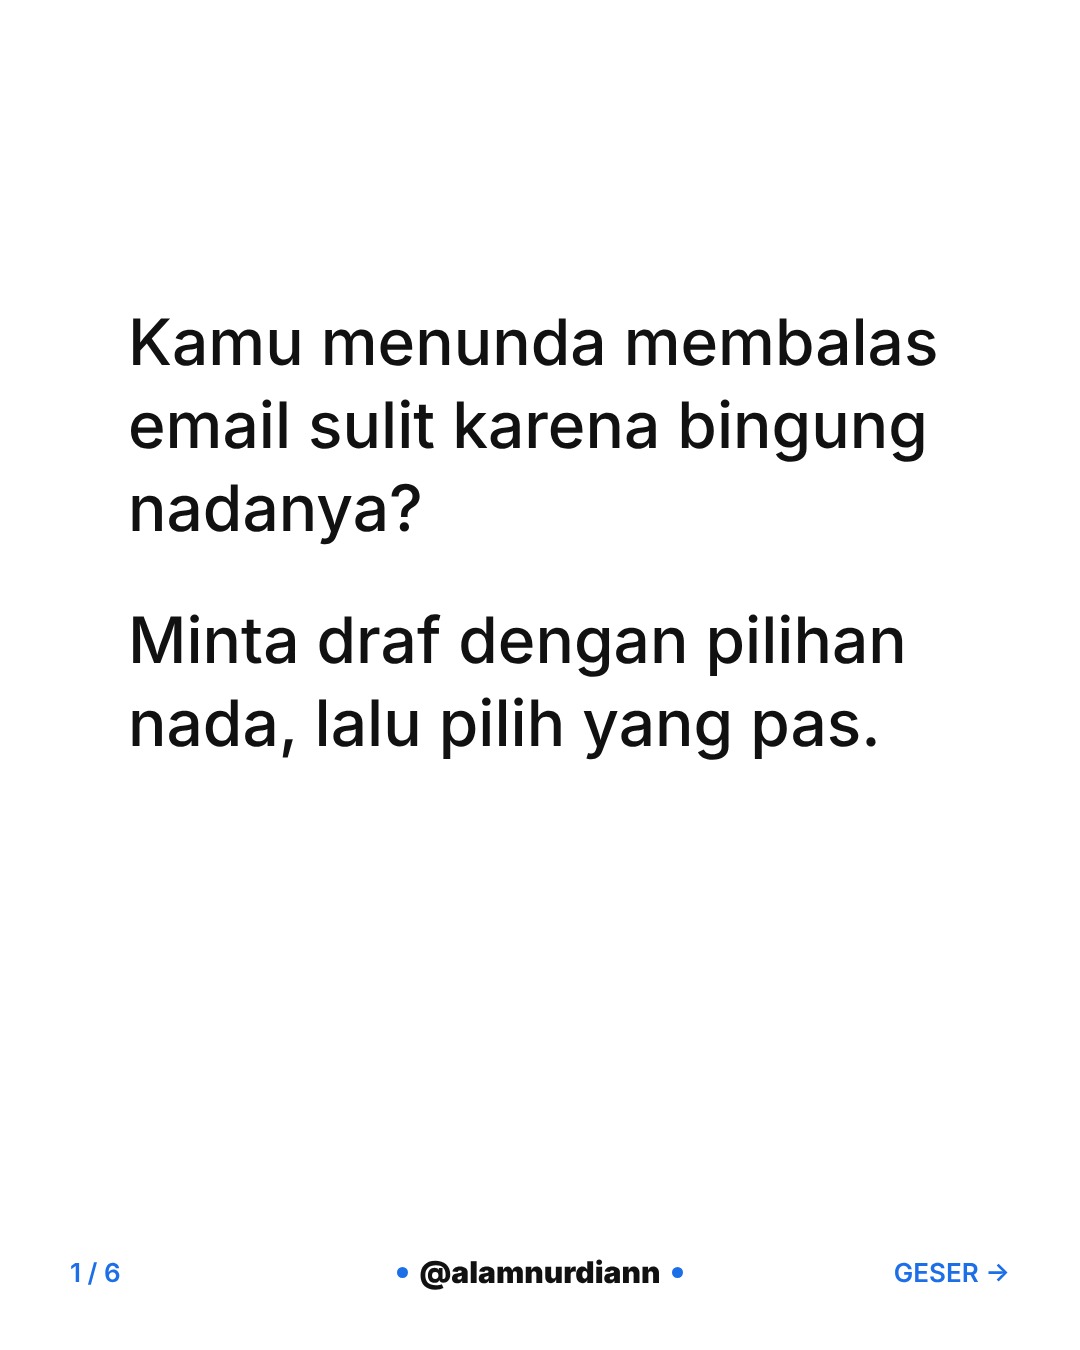 Kamu menunda membalas
email sulit karena bingung
nadanya?
Minta draf dengan pilihan
nada, lalu pilih yang pas.
1 / 6
• @alamnurdiann •
GESER →